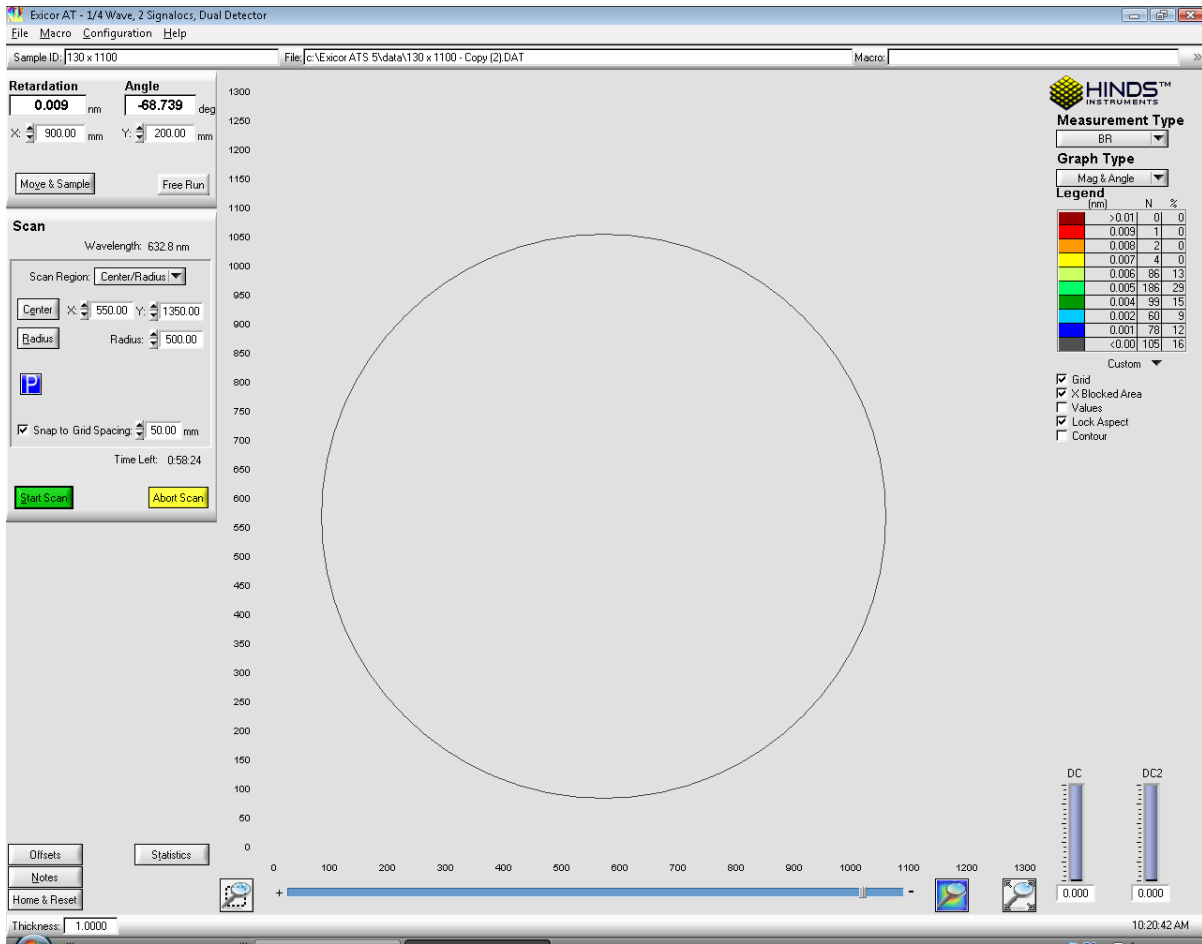 Exicor AT - 1/4 Wave, 2 Signalocs, Dual Detector
File Macro Configuration Help
Sample ID: 130 x 1100 File: c:\Exicor ATS 5\data\130 x 1100 - Copy (2).DAT Macro:
Retardation Angle
0.009 nm -68.739 deg
X: 900.00 mm Y: 200.00 mm
Move & Sample Free Run
Scan
Wavelength: 632.8 nm
Scan Region: Center/Radius
Center X: 550.00 Y: 1350.00
Radius Radius: 500.00
P
Snap to Grid Spacing: 50.00 mm
Time Left: 0:58:24
Start Scan Abort Scan
Offsets Statistics
Notes
Home & Reset
1300
1250
1200
1150
1100
1050
1000
950
900
850
800
750
700
650
600
550
500
450
400
350
300
250
200
150
100
50
0
0 100 200 300 400 500 600 700 800 900 1000 1100 1200 1300
+ -
HINDS™
INSTRUMENTS
Measurement Type
BR
Graph Type
Mag & Angle
Legend
(nm) N %
>0.01 0 0
0.009 1 0
0.008 2 0
0.007 4 0
0.006 86 13
0.005 186 29
0.004 99 15
0.002 60 9
0.001 78 12
<0.00 105 16
Custom
Grid
X Blocked Area
Values
Lock Aspect
Contour
DC DC2
0.000 0.000
Thickness: 1.0000 10:20:42 AM